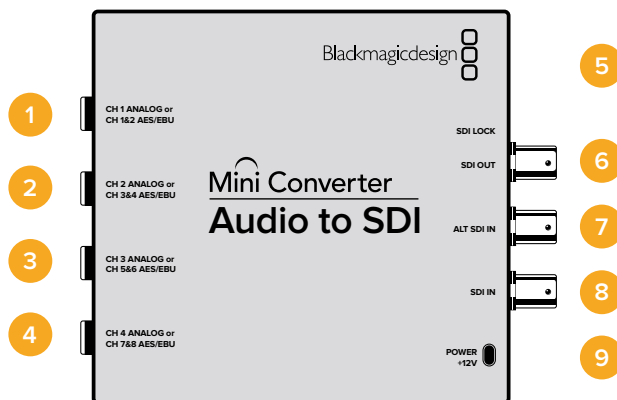 Blackmagicdesign
1
CH 1 ANALOG or
CH 1&2 AES/EBU
2
CH 2 ANALOG or
CH 3&4 AES/EBU
3
CH 3 ANALOG or
CH 5&6 AES/EBU
4
CH 4 ANALOG or
CH 7&8 AES/EBU
Mini Converter
Audio to SDI
5
SDI LOCK
SDI OUT
6
ALT SDI IN
7
SDI IN
8
POWER
+12V
9